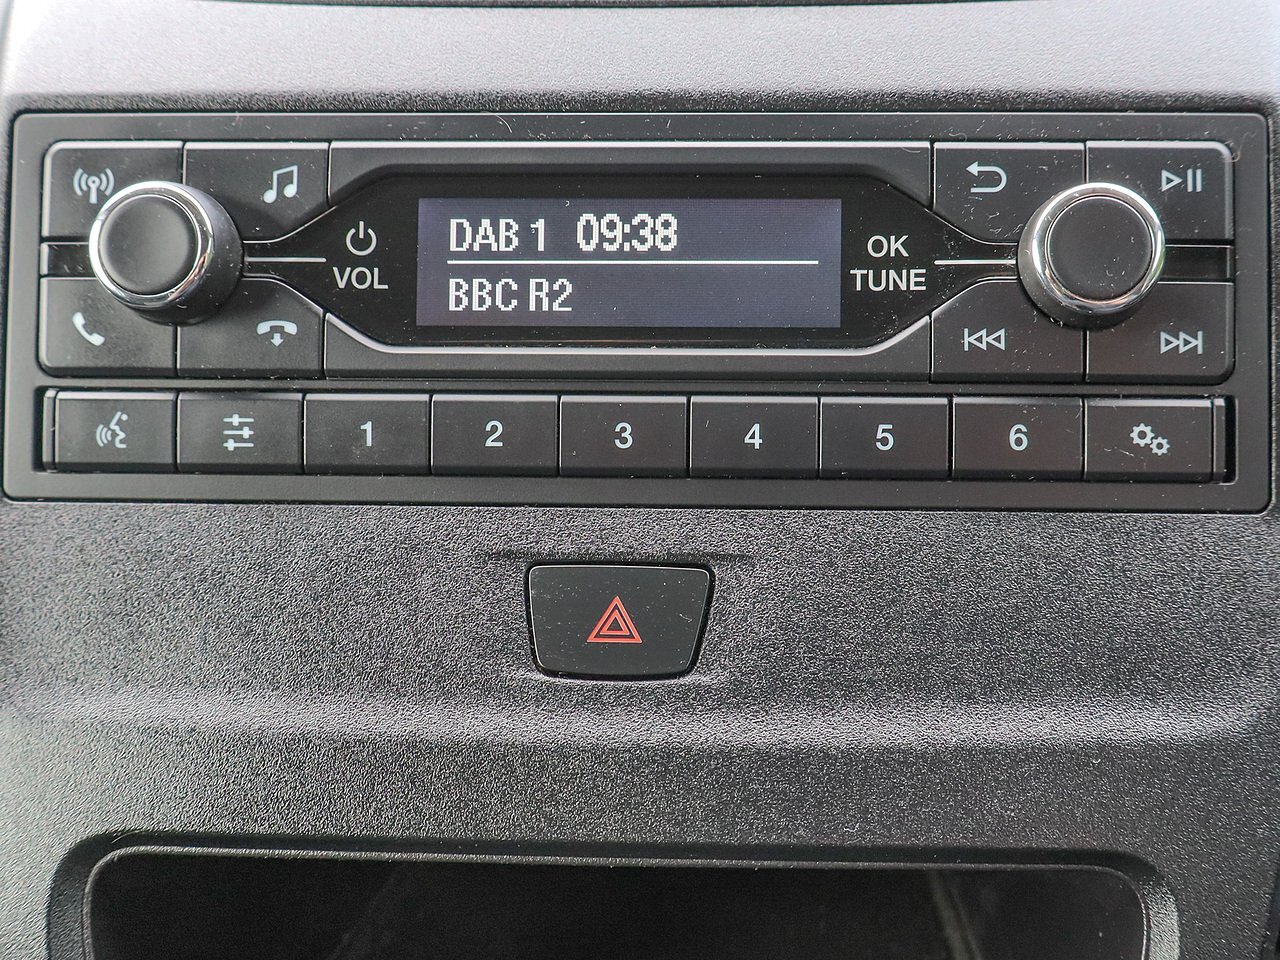 DAB 1 09:38
BBC R2
VOL
OK
TUNE
1 2 3 4 5 6